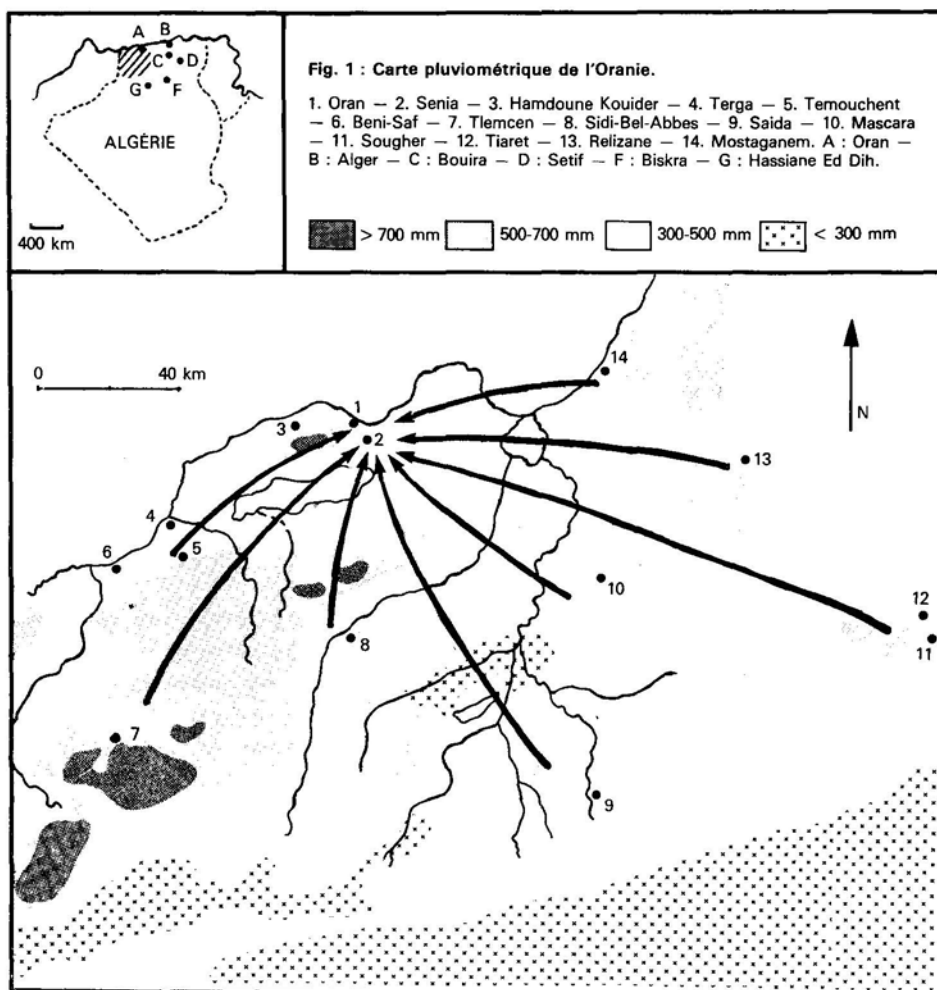 A
B
C
D
G
F
ALGÉRIE
400 km
Fig. 1 : Carte pluviométrique de l'Oranie.
1. Oran — 2. Senia — 3. Hamdoune Kouider — 4. Terga — 5. Temouchent
— 6. Beni-Saf — 7. Tlemcen — 8. Sidi-Bel-Abbes — 9. Saida — 10. Mascara
— 11. Sougher — 12. Tiaret — 13. Relizane — 14. Mostaganem. A : Oran —
B : Alger — C : Bouira — D : Setif — F : Biskra — G : Hassiane Ed Dih.
> 700 mm
500-700 mm
300-500 mm
< 300 mm
0 40 km
N
14
1
3
2
13
4
5
6
10
12
11
8
7
9